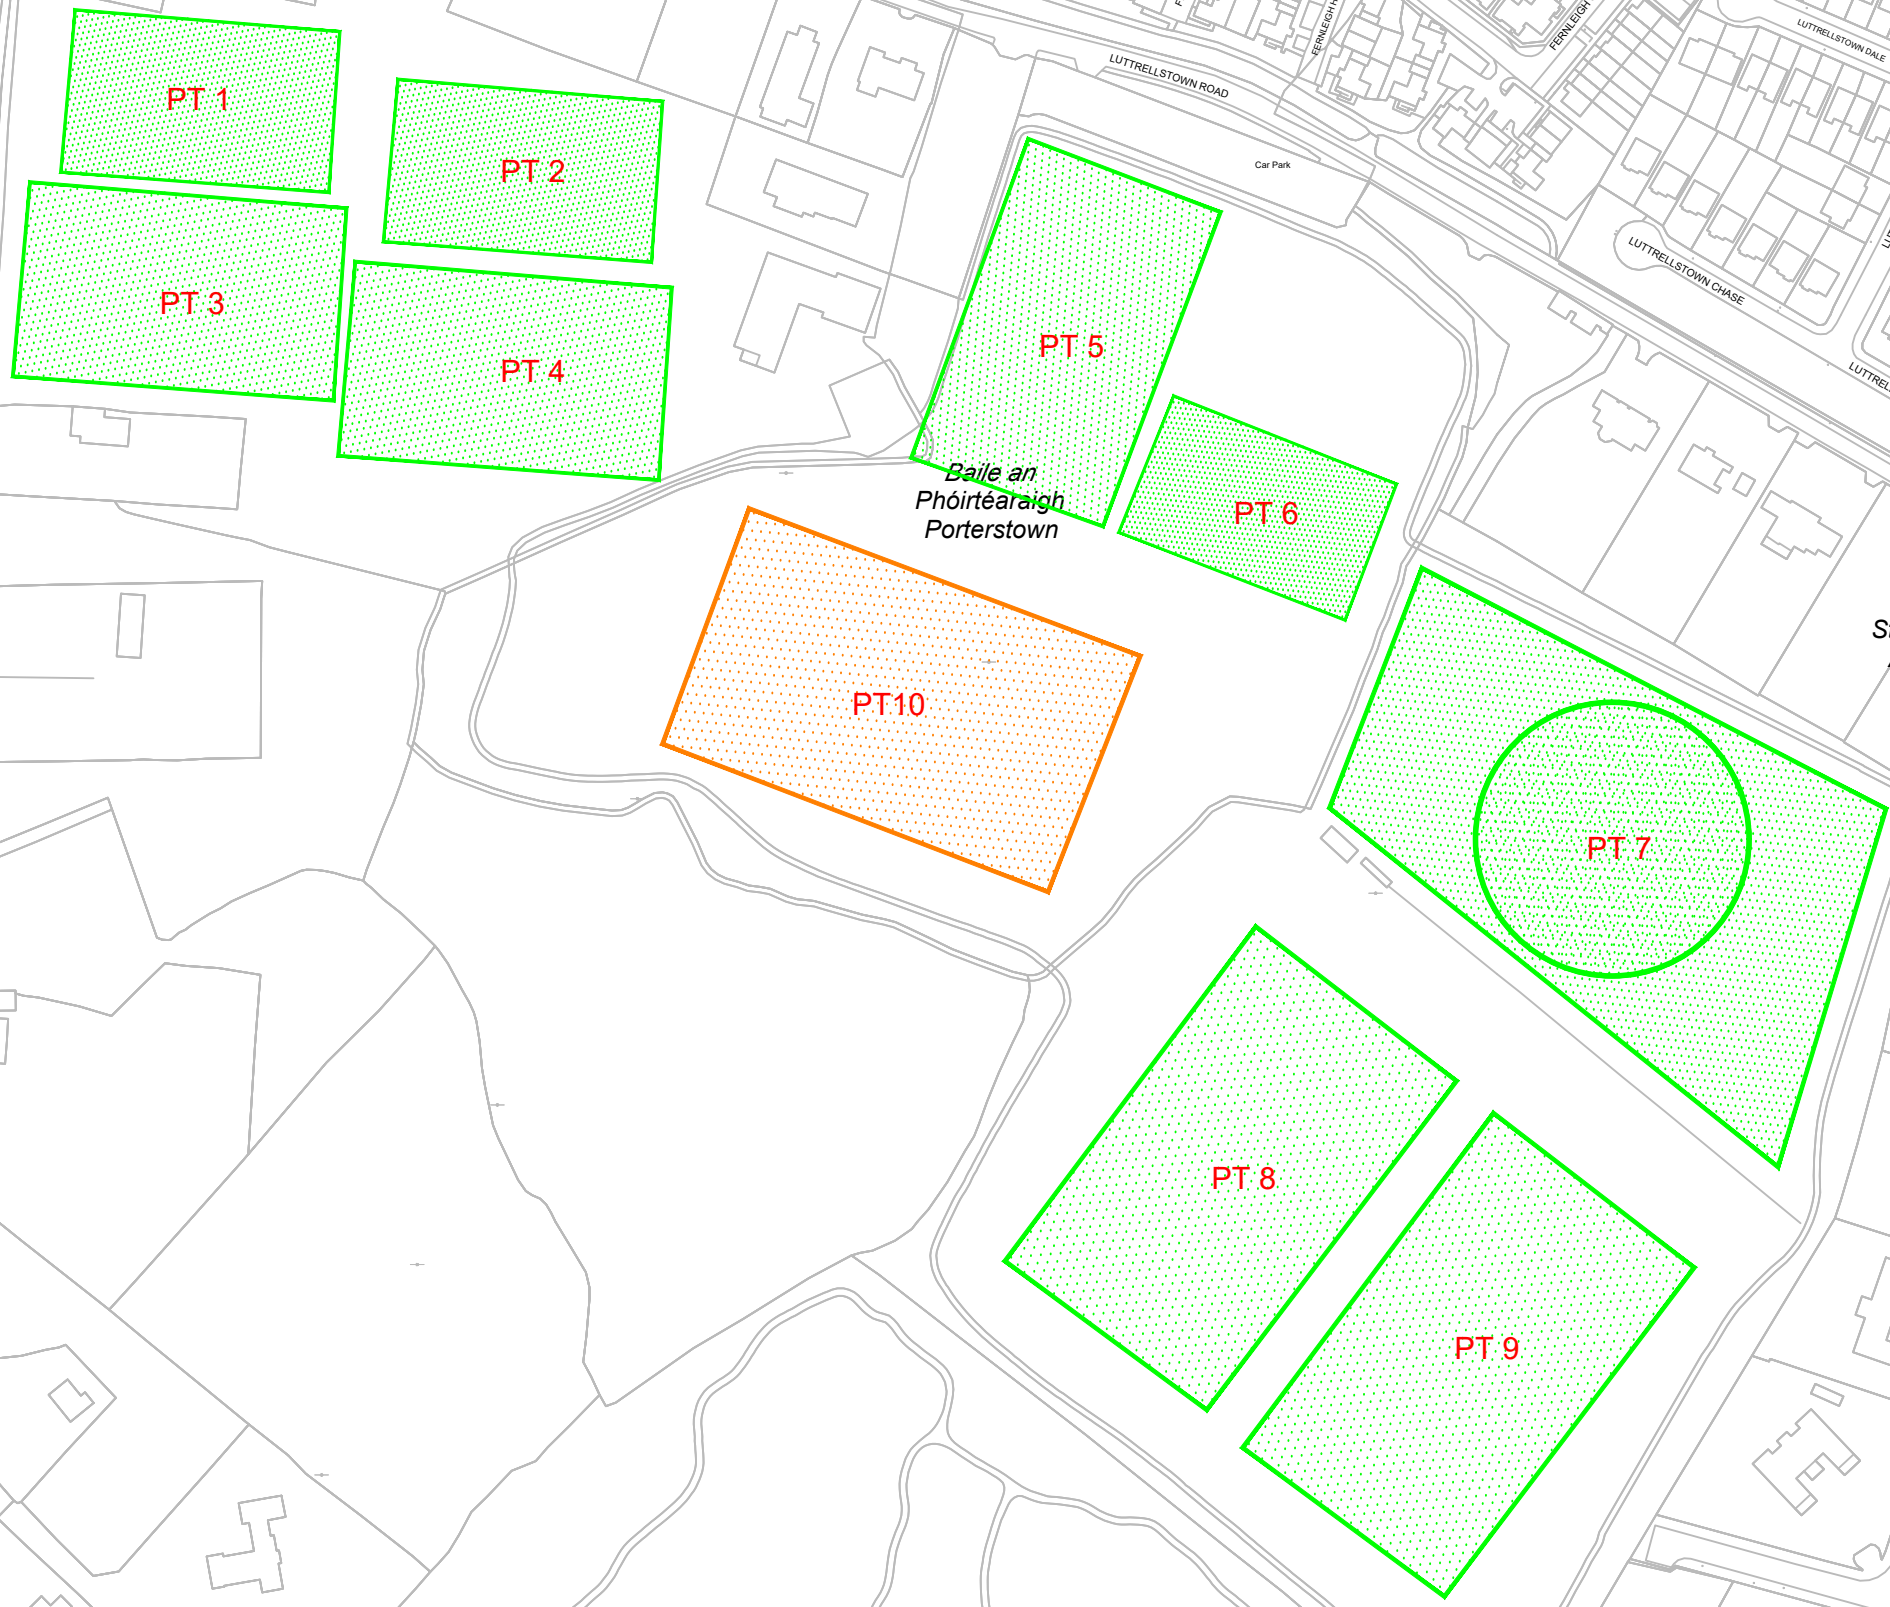 LUTTRELLSTOWN DALE
LUTTRELLSTOWN ROAD
PT 1
PT 2
Car Park
LUTTRELLSTOWN CHASE
PT 3
PT 5
PT 4
Baile an
Phóirtéaraigh
Porterstown
PT 6
PT10
PT 7
PT 8
PT 9